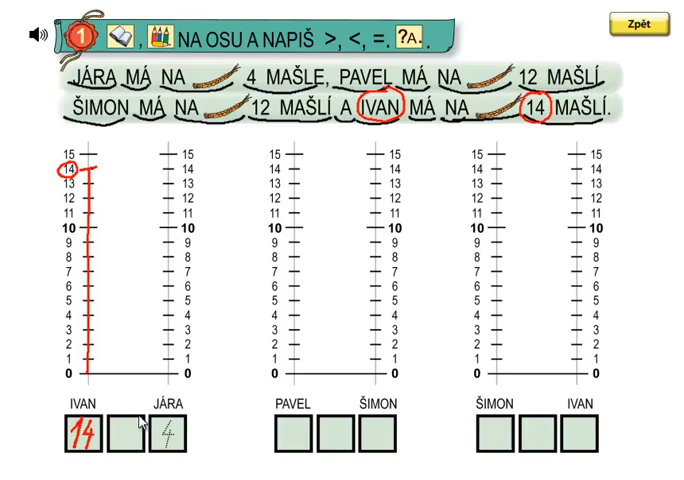 Zpět
1 , NA OSU A NAPIŠ >, <, =. ?A. .
JÁRA MÁ NA 4 MAŠLE, PAVEL MÁ NA 12 MAŠLÍ
ŠIMON MÁ NA 12 MAŠLÍ A IVAN MÁ NA 14 MAŠLÍ.
15 15 15 15 15 15
14 14 14 14 14 14
13 13 13 13 13 13
12 12 12 12 12 12
11 11 11 11 11 11
10 10 10 10 10 10
9 9 9 9 9 9
8 8 8 8 8 8
7 7 7 7 7 7
6 6 6 6 6 6
5 5 5 5 5 5
4 4 4 4 4 4
3 3 3 3 3 3
2 2 2 2 2 2
1 1 1 1 1 1
0 0 0 0 0 0
IVAN JÁRA PAVEL ŠIMON ŠIMON IVAN
14 4